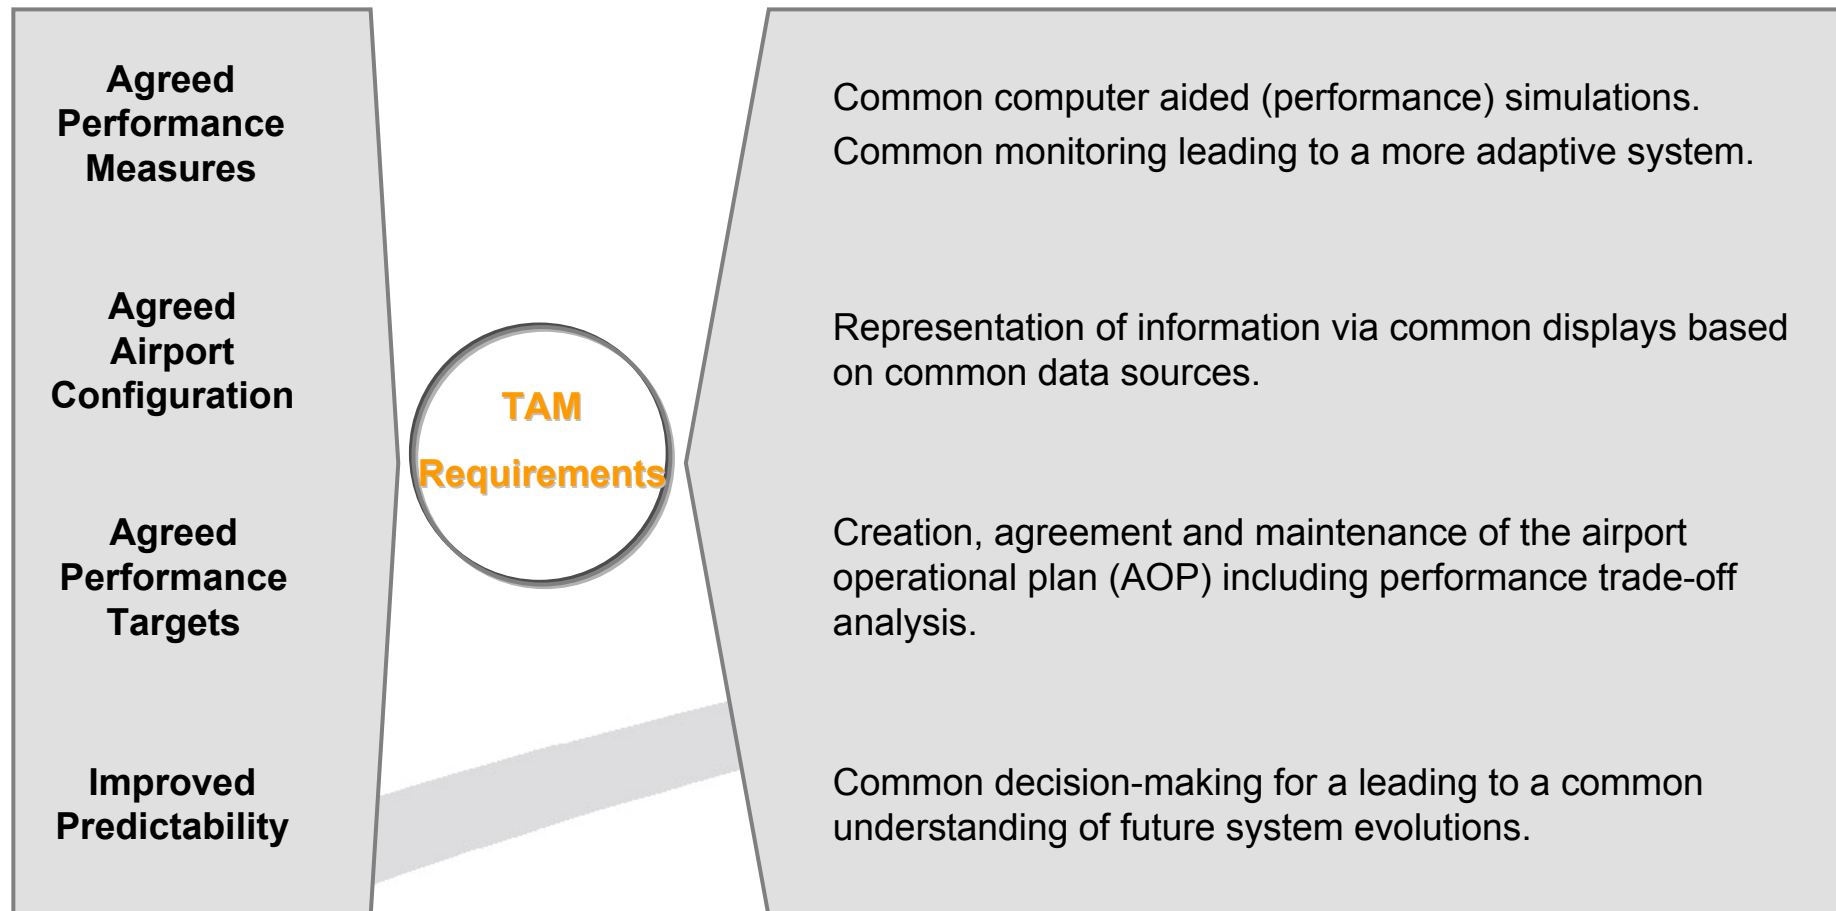 Agreed
Performance
Measures
Common computer aided (performance) simulations.
Common monitoring leading to a more adaptive system.
Agreed
Airport
Configuration
Representation of information via common displays based
on common data sources.
TAM
Requirements
Agreed
Performance
Targets
Creation, agreement and maintenance of the airport
operational plan (AOP) including performance trade-off
analysis.
Improved
Predictability
Common decision-making for a leading to a common
understanding of future system evolutions.